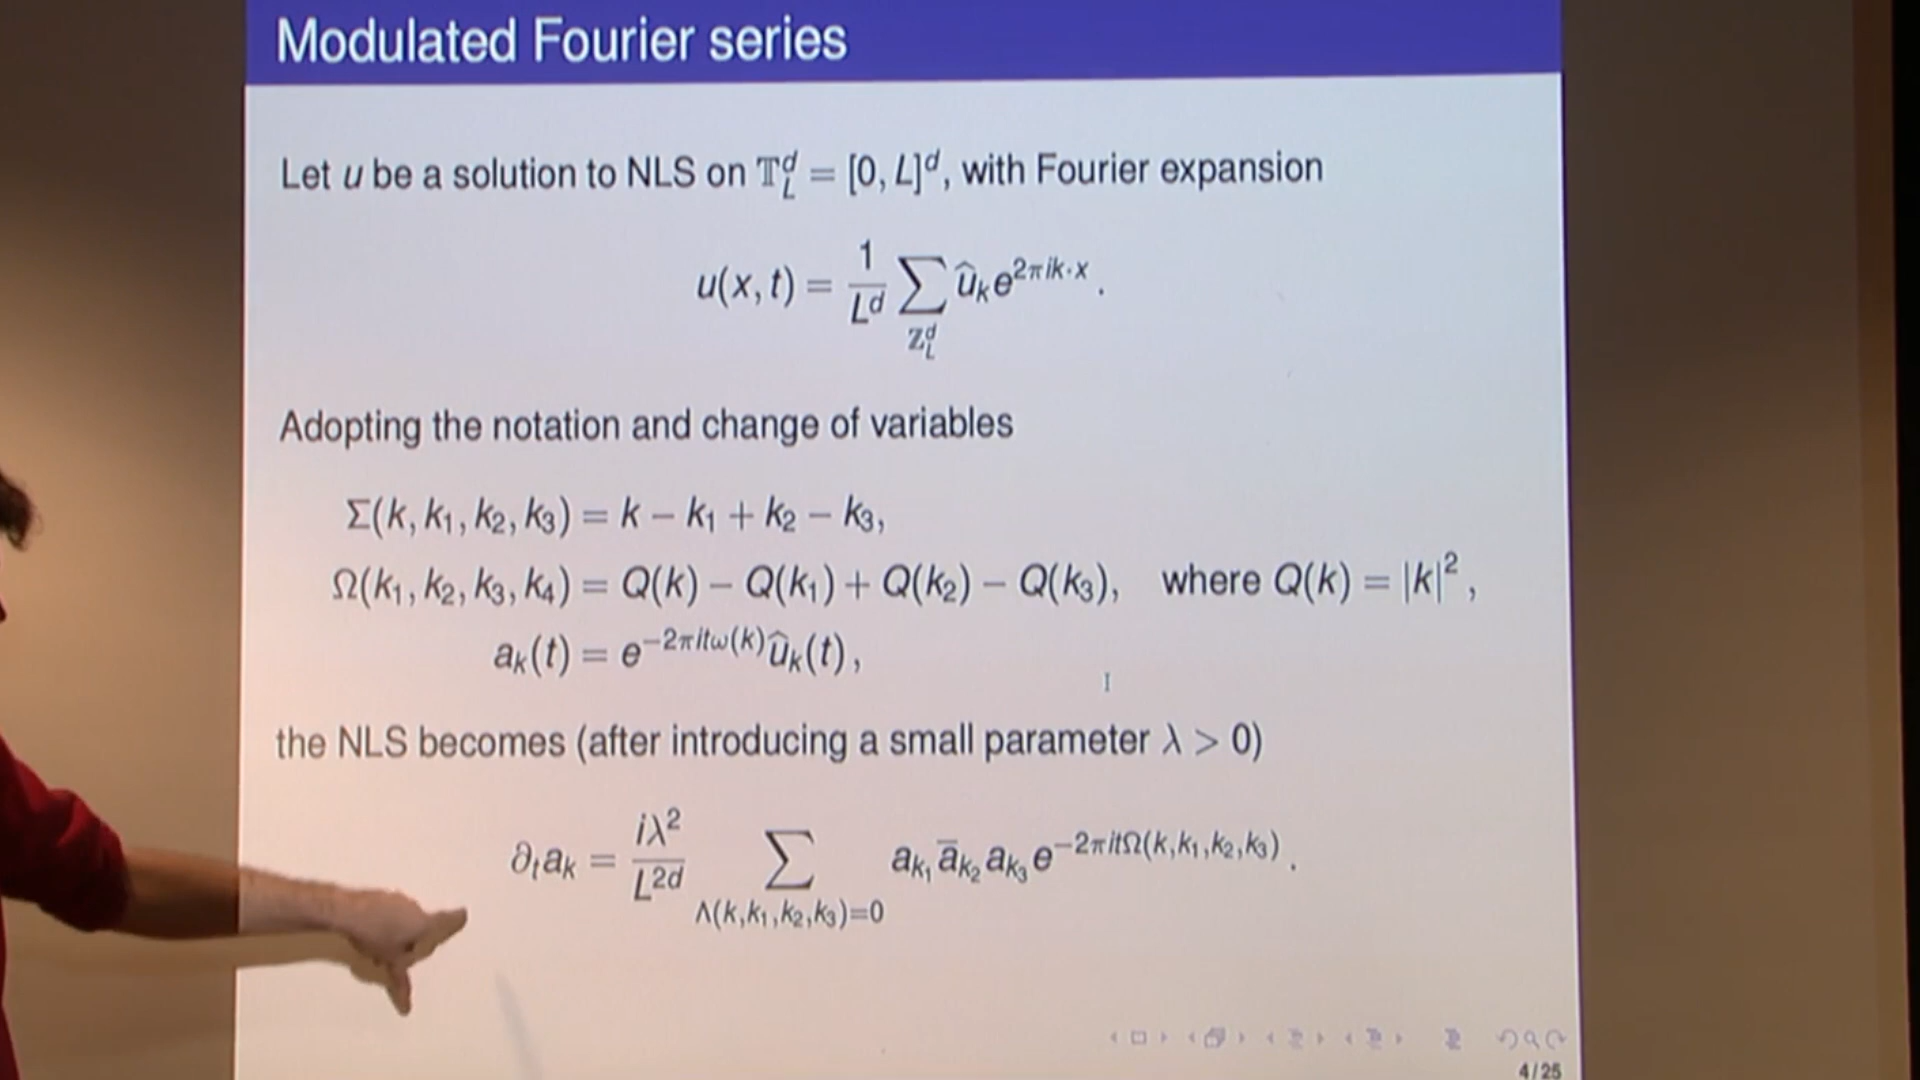 Modulated Fourier series
Let u be a solution to NLS on 𝕋_L^d = [0, L]^d, with Fourier expansion
u(x, t) = 1/L^d ∑_{ℤ_L^d} û_k e^{2πik·x} .
Adopting the notation and change of variables
Σ(k, k₁, k₂, k₃) = k − k₁ + k₂ − k₃,
Ω(k₁, k₂, k₃, k₄) = Q(k) − Q(k₁) + Q(k₂) − Q(k₃), where Q(k) = |k|² ,
a_k(t) = e^{−2πitω(k)} û_k(t) ,
the NLS becomes (after introducing a small parameter λ > 0)
∂_t a_k = iλ²/L^{2d} ∑_{Λ(k,k₁,k₂,k₃)=0} a_{k₁} ā_{k₂} a_{k₃} e^{−2πitΩ(k,k₁,k₂,k₃)} .
4/25